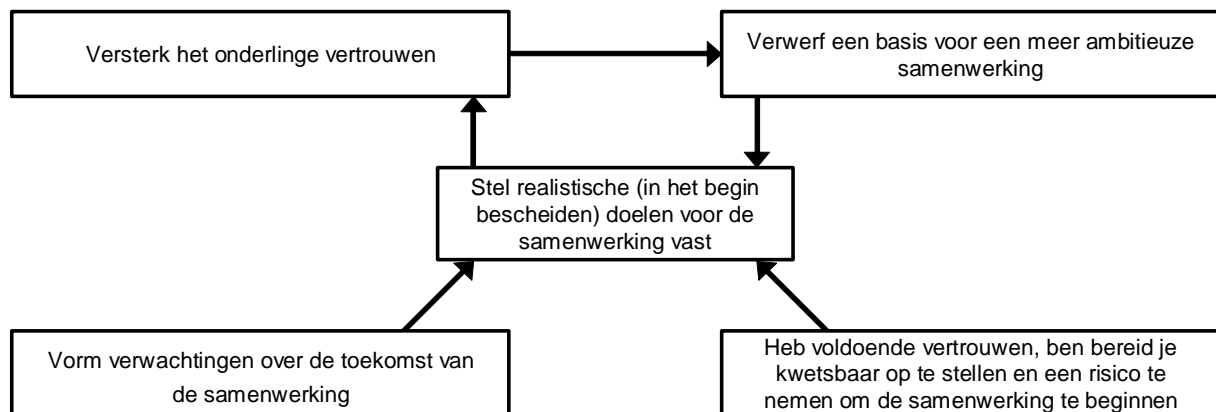 Versterk het onderlinge vertrouwen
Verwerf een basis voor een meer ambitieuze
samenwerking
Stel realistische (in het begin
bescheiden) doelen voor de
samenwerking vast
Vorm verwachtingen over de toekomst van
de samenwerking
Heb voldoende vertrouwen, ben bereid je
kwetsbaar op te stellen en een risico te
nemen om de samenwerking te beginnen